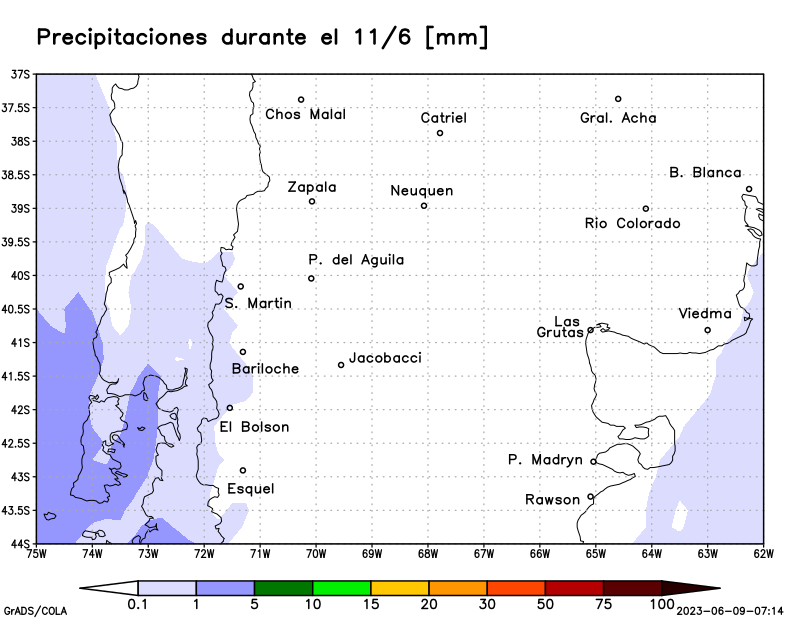 Precipitaciones durante el 11/6 [mm]
37S
37.5S
38S
38.5S
39S
39.5S
40S
40.5S
41S
41.5S
42S
42.5S
43S
43.5S
44S
Chos Malal
Catriel
Gral. Acha
B. Blanca
Zapala
Neuquen
Rio Colorado
P. del Aguila
S. Martin
Viedma
Las
Grutas
Bariloche
Jacobacci
El Bolson
P. Madryn
Esquel
Rawson
75W 74W 73W 72W 71W 70W 69W 68W 67W 66W 65W 64W 63W 62W
0.1 1 5 10 15 20 30 50 75 100
GrADS/COLA
2023-06-09-07:14